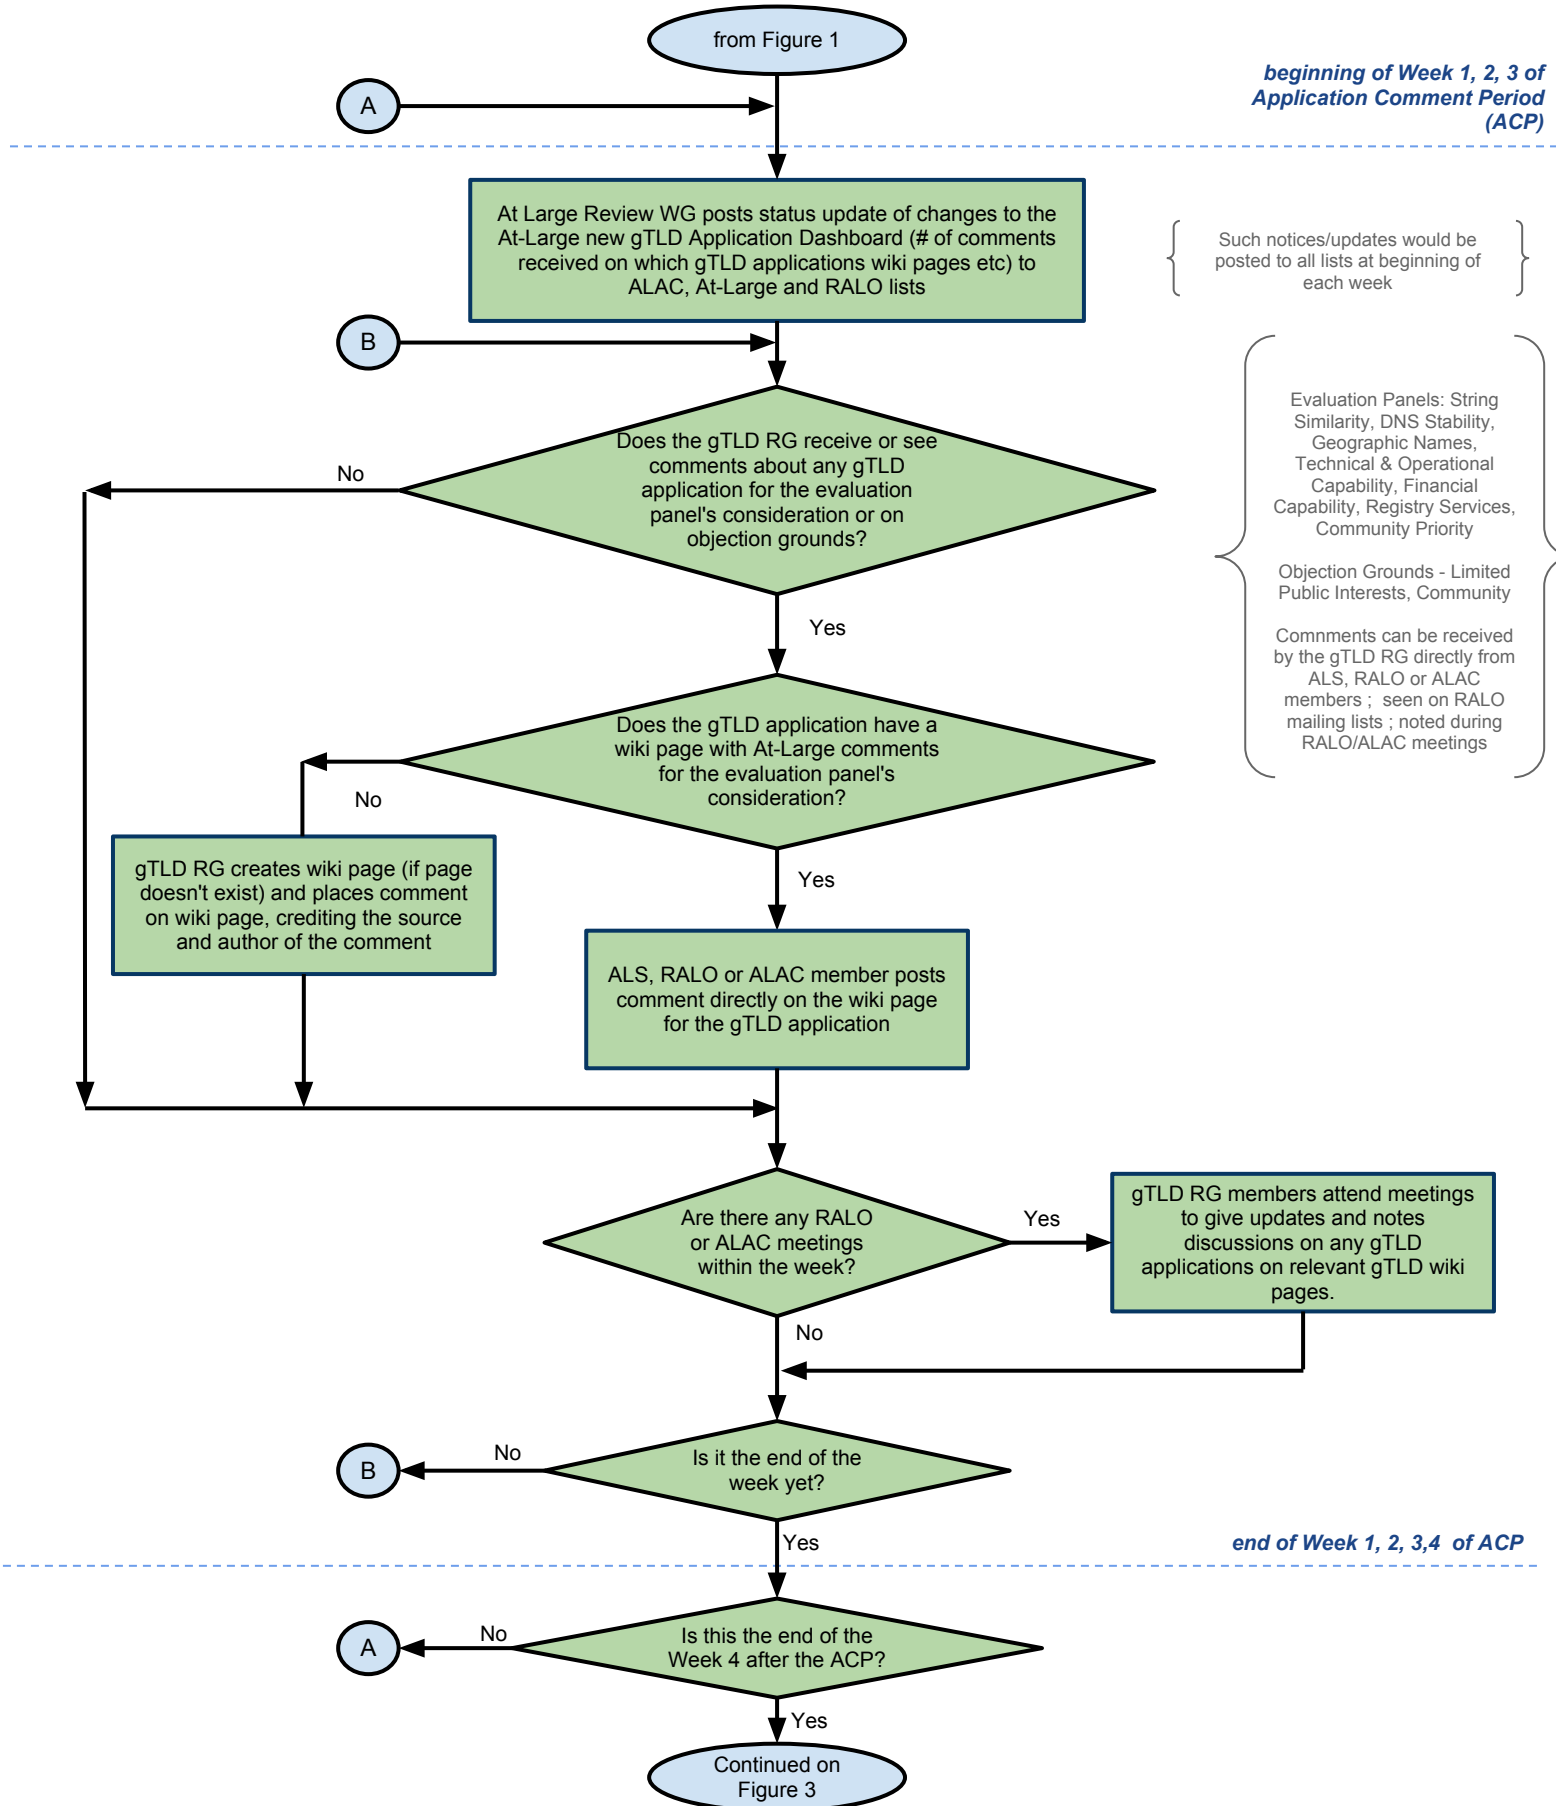 from Figure 1
beginning of Week 1, 2, 3 of
Application Comment Period
(ACP)
A
At Large Review WG posts status update of changes to the
At-Large new gTLD Application Dashboard (# of comments
received on which gTLD applications wiki pages etc) to
ALAC, At-Large and RALO lists
Such notices/updates would be
posted to all lists at beginning of
each week
B
Does the gTLD RG receive or see
comments about any gTLD
application for the evaluation
panel's consideration or on
objection grounds?
No
Yes
Evaluation Panels: String
Similarity, DNS Stability,
Geographic Names,
Technical & Operational
Capability, Financial
Capability, Registry Services,
Community Priority
Objection Grounds - Limited
Public Interests, Community
Comnments can be received
by the gTLD RG directly from
ALS, RALO or ALAC
members ; seen on RALO
mailing lists ; noted during
RALO/ALAC meetings
Does the gTLD application have a
wiki page with At-Large comments
for the evaluation panel's
consideration?
No
Yes
gTLD RG creates wiki page (if page
doesn't exist) and places comment
on wiki page, crediting the source
and author of the comment
ALS, RALO or ALAC member posts
comment directly on the wiki page
for the gTLD application
Are there any RALO
or ALAC meetings
within the week?
Yes
gTLD RG members attend meetings
to give updates and notes
discussions on any gTLD
applications on relevant gTLD wiki
pages.
No
Is it the end of the
week yet?
No
B
Yes
end of Week 1, 2, 3,4 of ACP
Is this the end of the
Week 4 after the ACP?
No
A
Yes
Continued on
Figure 3